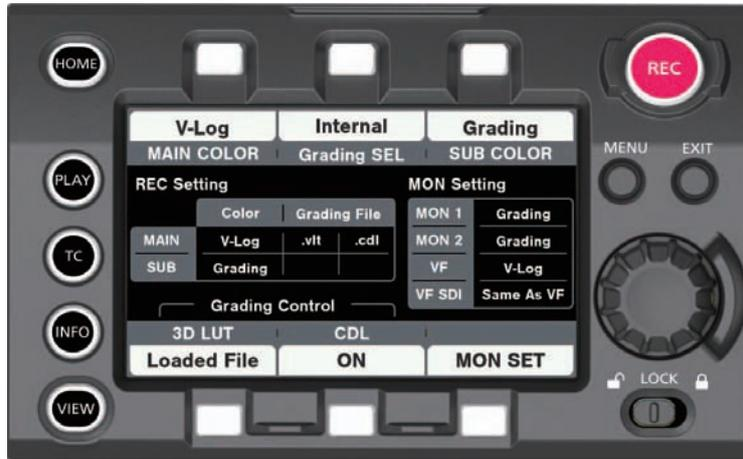 HOME
REC
V-Log Internal Grading
MAIN COLOR Grading SEL SUB COLOR
MENU EXIT
PLAY
REC Setting MON Setting
Color Grading File MON 1 Grading
MAIN V-Log .vlt .cdl MON 2 Grading
TC
SUB Grading VF V-Log
VF SDI Same As VF
Grading Control
INFO
3D LUT CDL
Loaded File ON MON SET
LOCK
VIEW